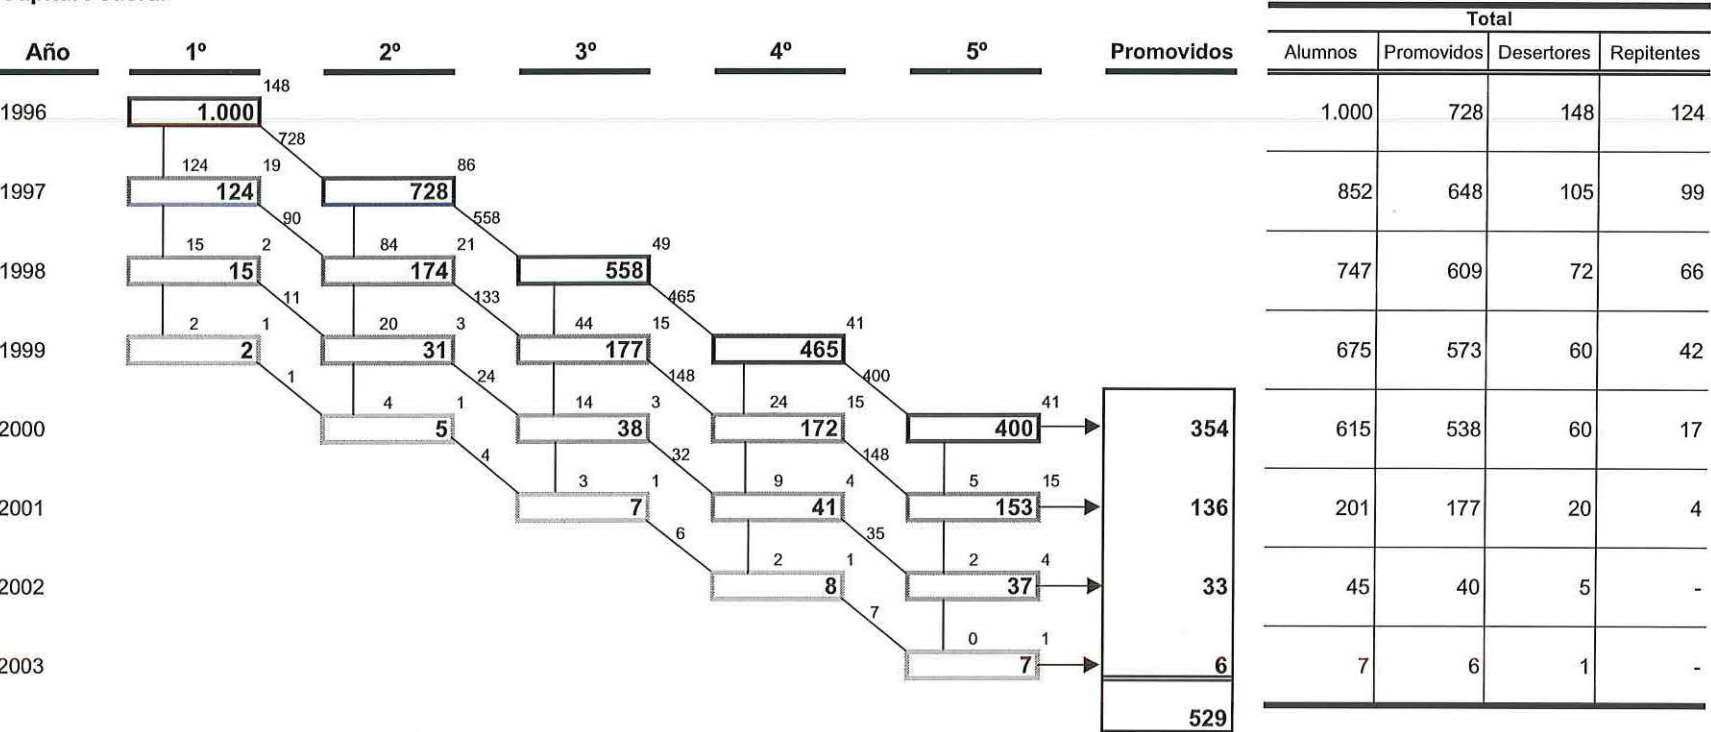 Total
Año 1º 2º 3º 4º 5º Promovidos Alumnos Promovidos Desertores Repitentes
148
1996 1.000 1.000 728 148 124
728
124 19 86
1997 124 728 852 648 105 99
90 558
15 2 84 21 49
1998 15 174 558 747 609 72 66
11 133 465
2 1 20 3 44 15 41
1999 2 31 177 465 675 573 60 42
1 24 148 400
4 1 14 3 24 15 41
2000 5 38 172 400 354 615 538 60 17
4 32 148
3 1 9 4 5 15
2001 7 41 153 136 201 177 20 4
6 35
2 1 2 4
2002 8 37 33 45 40 5 -
7
0 1
2003 7 6 7 6 1 -
529